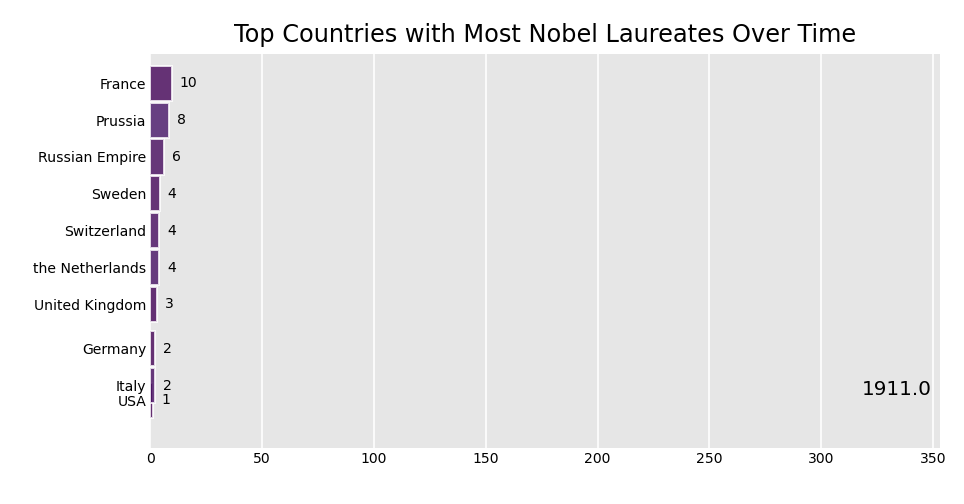 Top Countries with Most Nobel Laureates Over Time
France 10
Prussia 8
Russian Empire 6
Sweden 4
Switzerland 4
the Netherlands 4
United Kingdom 3
Germany 2
Italy 2
USA 1
1911.0
0 50 100 150 200 250 300 350